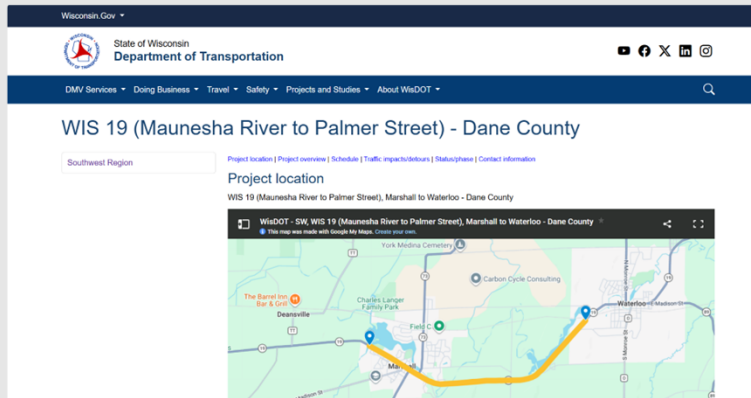 Wisconsin.Gov
State of Wisconsin
Department of Transportation
DMV Services Doing Business Travel Safety Projects and Studies About WisDOT
WIS 19 (Maunesha River to Palmer Street) - Dane County
Southwest Region
Project location | Project overview | Schedule | Traffic impacts/detours | Status/phase | Contact information
Project location
WIS 19 (Maunesha River to Palmer Street), Marshall to Waterloo - Dane County
WisDOT - SW, WIS 19 (Maunesha River to Palmer Street), Marshall to Waterloo - Dane County
This map was made with Google My Maps. Create your own.
York Medina Cemetery
73
Carbon Cycle Consulting
The Barrel Inn
Bar & Grill
Deansville
Charles Langer
Family Park
Waterloo
Madison St
Field C
19
S Monroe St